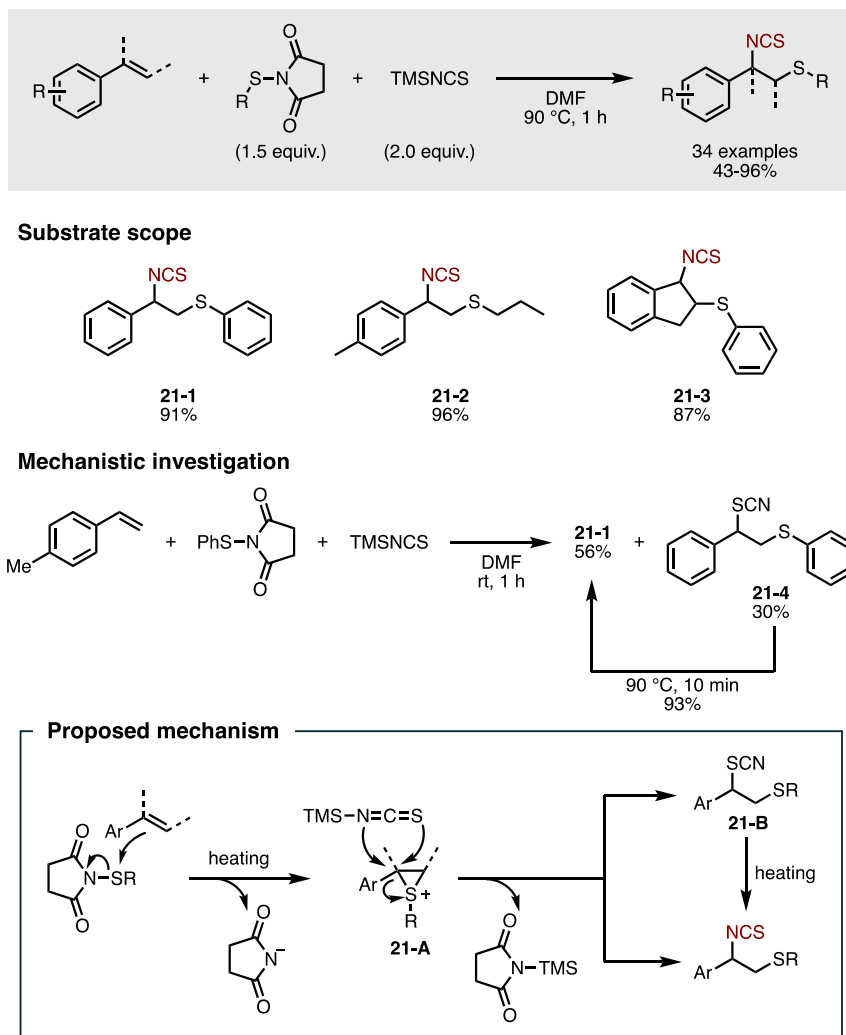 NCS
O
R
+
S
N
R
O
+
TMSNCS
DMF
90 °C, 1 h
R
S
R
(1.5 equiv.)
(2.0 equiv.)
34 examples
43-96%
Substrate scope
NCS
S
21-1
91%
NCS
S
21-2
96%
NCS
S
21-3
87%
Mechanistic investigation
Me
+
O
PhS
N
O
+
TMSNCS
DMF
rt, 1 h
21-1
56%
+
SCN
S
21-4
30%
90 °C, 10 min
93%
Proposed mechanism
Ar
O
N
SR
O
heating
O
N
–
O
TMS
N
C
S
Ar
S
+
R
21-A
O
N
TMS
O
SCN
Ar
SR
21-B
heating
NCS
Ar
SR